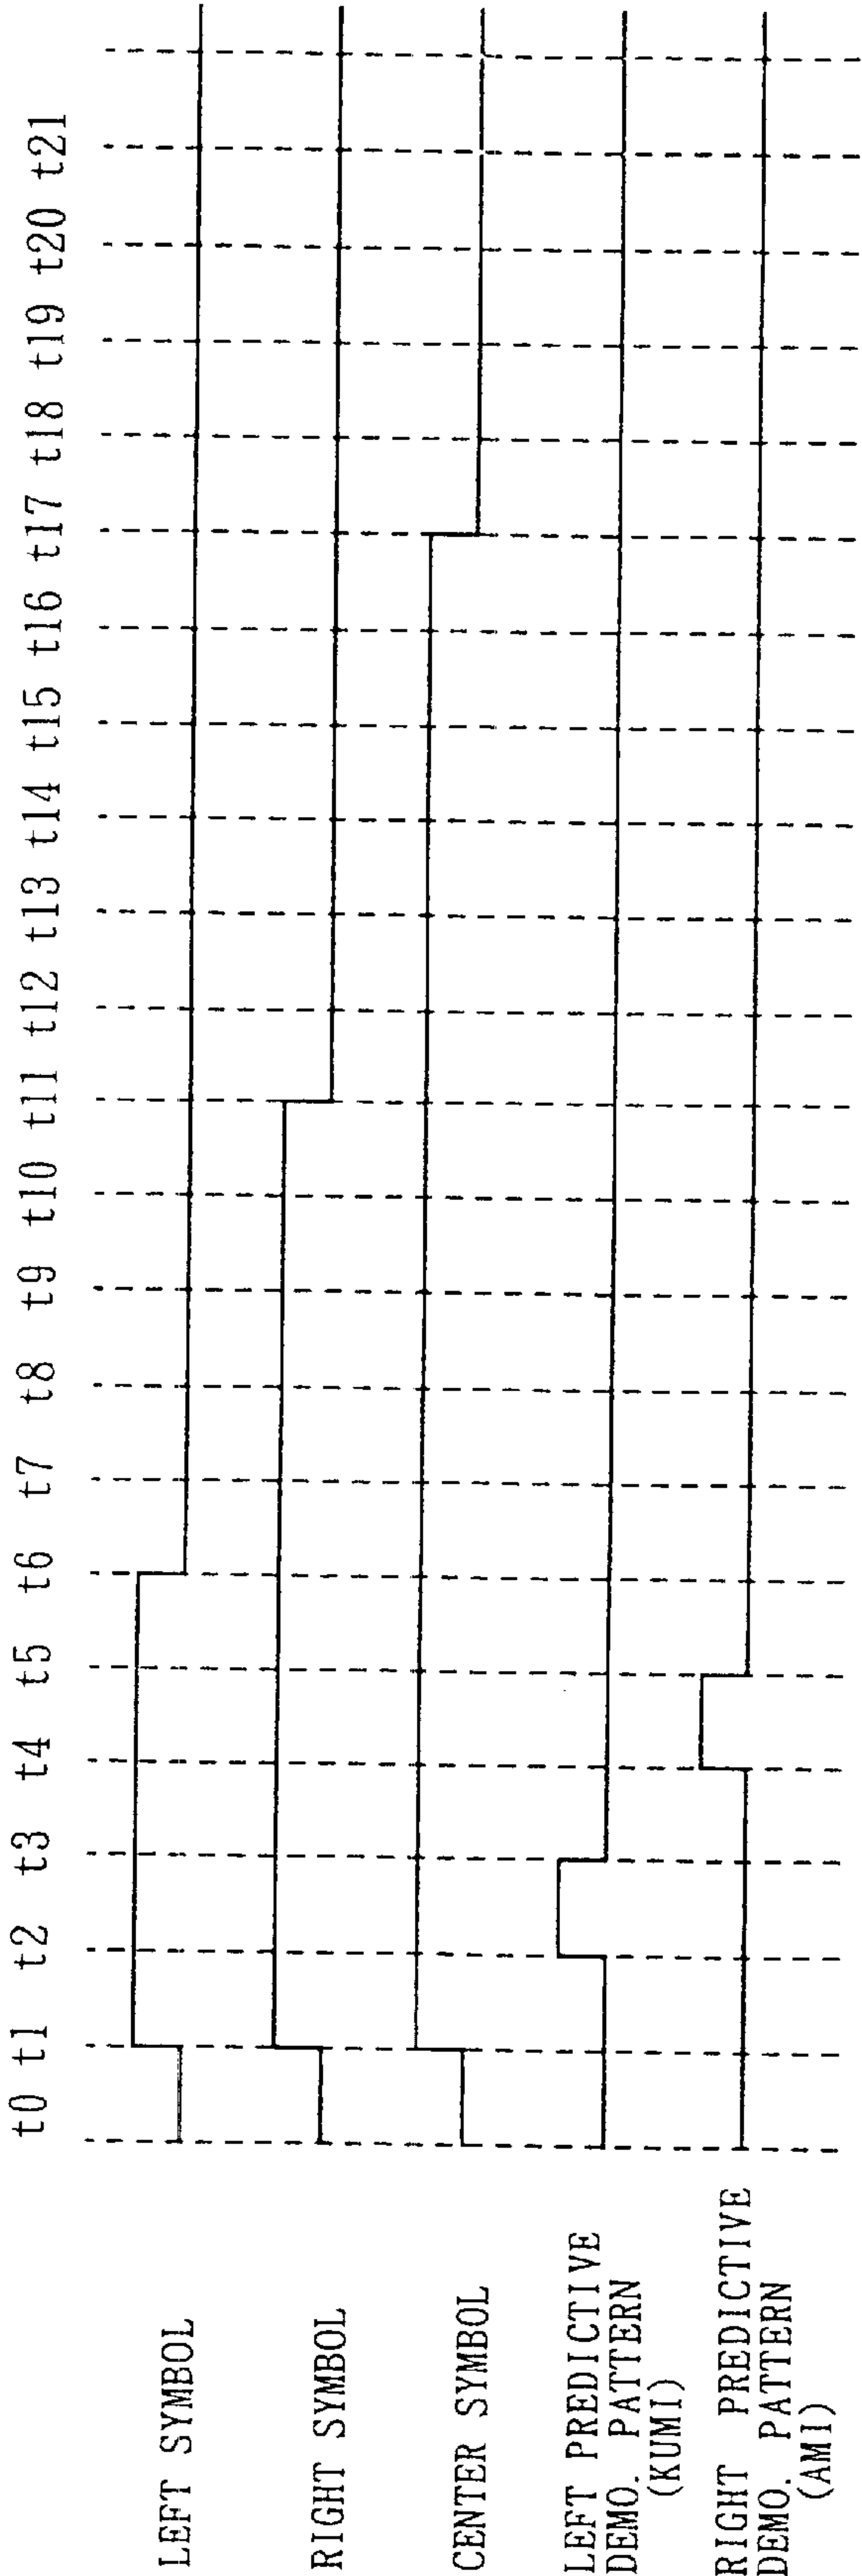 t0 t1 t2 t3 t4 t5 t6 t7 t8 t9 t10 t11 t12 t13 t14 t15 t16 t17 t18 t19 t20 t21
LEFT SYMBOL
RIGHT SYMBOL
CENTER SYMBOL
LEFT PREDICTIVE
DEMO. PATTERN
(KUMI)
RIGHT PREDICTIVE
DEMO. PATTERN
(AMI)